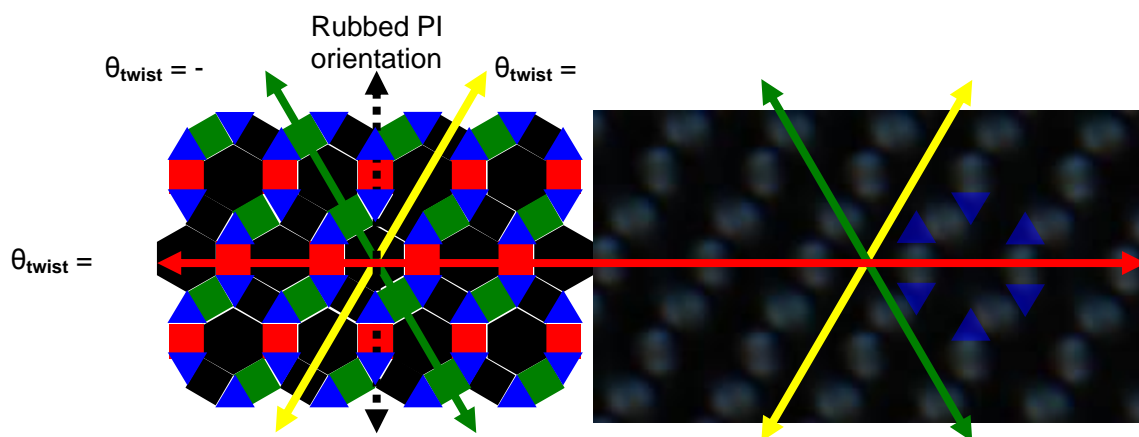 Rubbed PI
orientation
θtwist = -
θtwist =
θtwist =